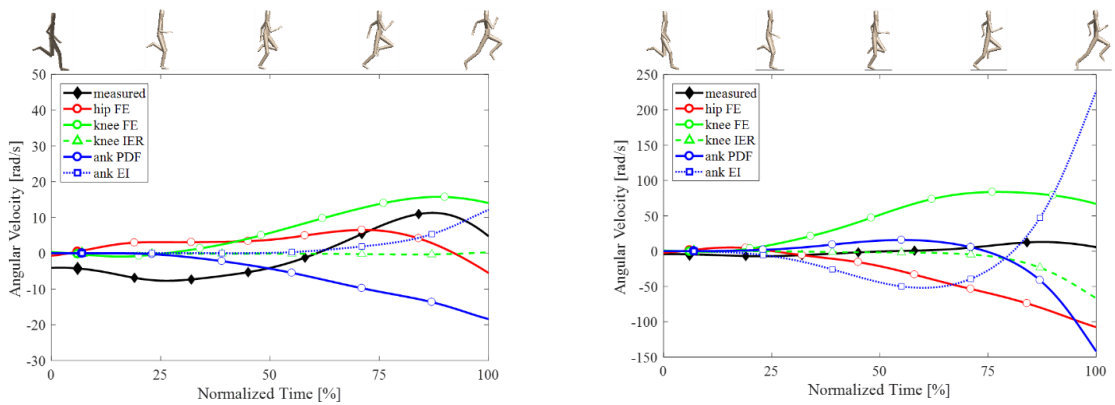 50
40
30
20
10
0
-10
-20
-30
Angular Velocity [rad/s]
measured
hip FE
knee FE
knee IER
ank PDF
ank EI
0 25 50 75 100
Normalized Time [%]
250
200
150
100
50
0
-50
-100
-150
Angular Velocity [rad/s]
measured
hip FE
knee FE
knee IER
ank PDF
ank EI
0 25 50 75 100
Normalized Time [%]